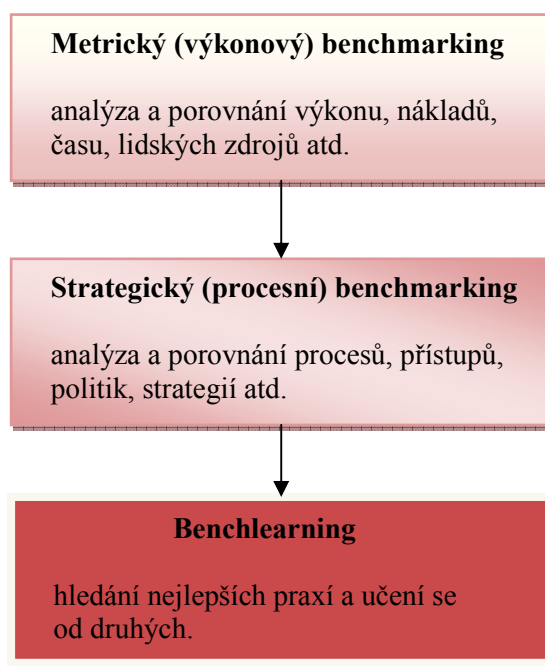 Metrický (výkonový) benchmarking
analýza a porovnání výkonu, nákladů,
času, lidských zdrojů atd.
Strategický (procesní) benchmarking
analýza a porovnání procesů, přístupů,
politik, strategií atd.
Benchlearning
hledání nejlepších praxí a učení se
od druhých.